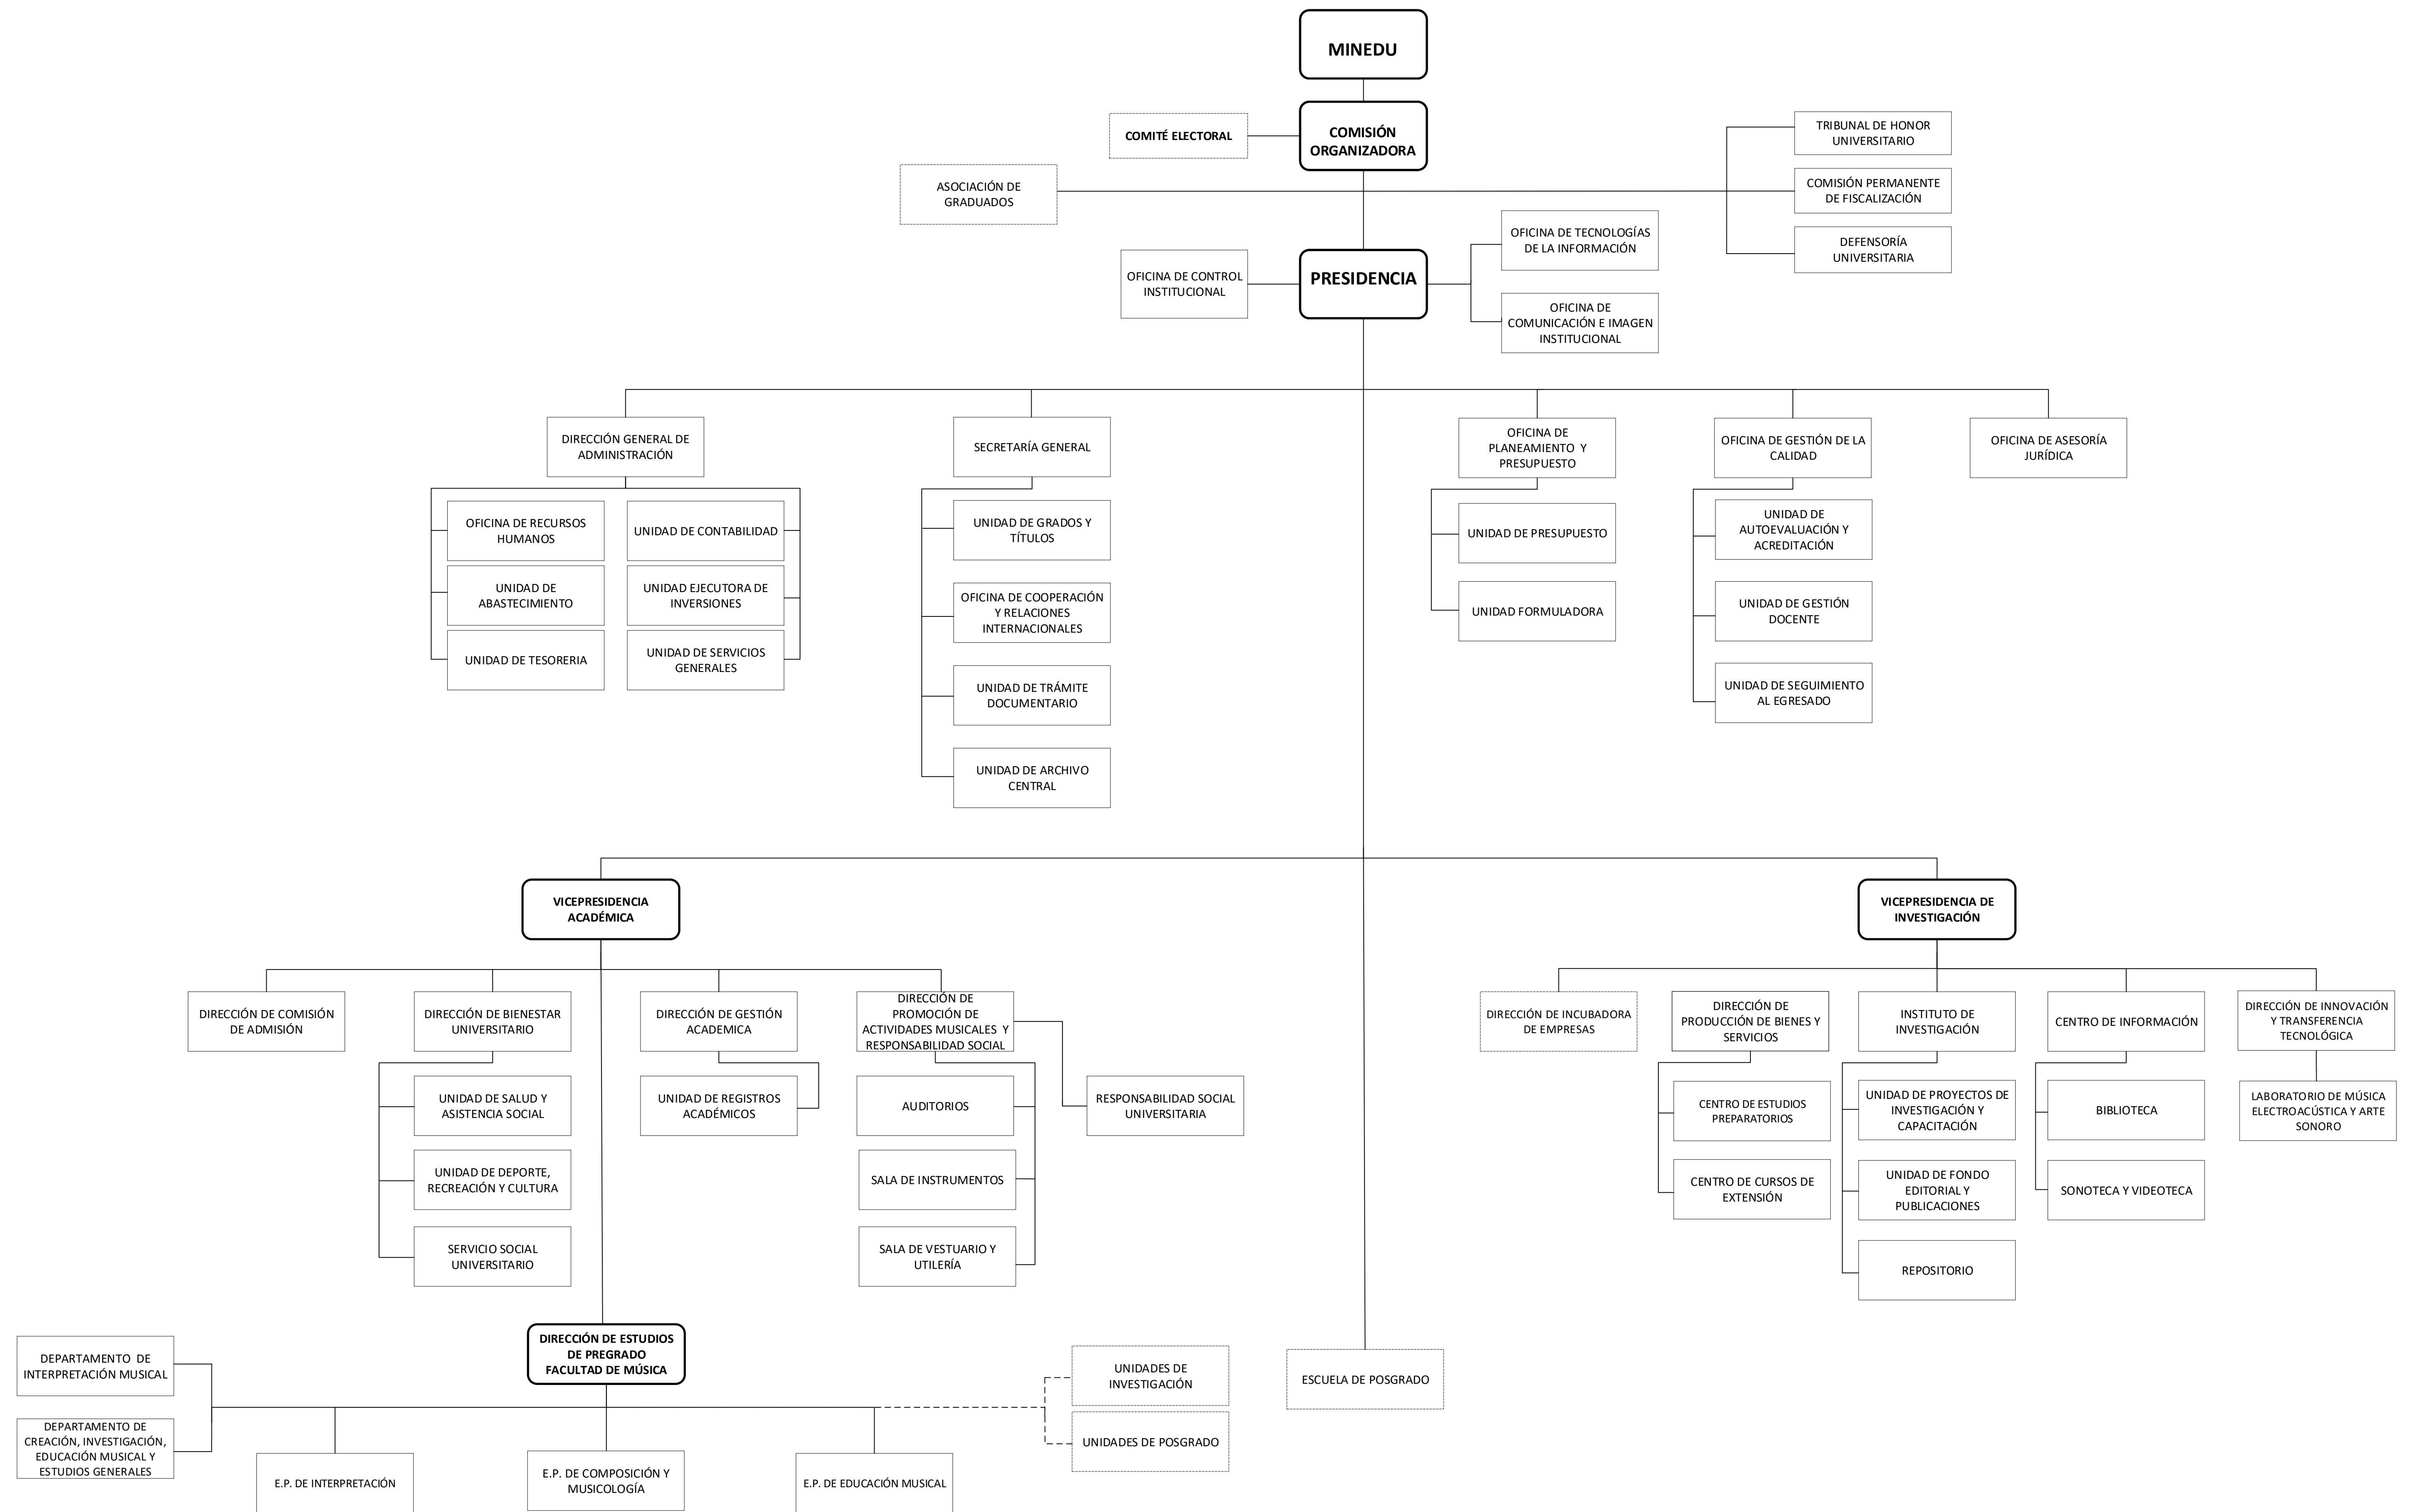 MINEDU
COMITÉ ELECTORAL
COMISIÓN
ORGANIZADORA
TRIBUNAL DE HONOR
UNIVERSITARIO
ASOCIACIÓN DE
GRADUADOS
COMISIÓN PERMANENTE
DE FISCALIZACIÓN
DEFENSORÍA
UNIVERSITARIA
OFICINA DE CONTROL
INSTITUCIONAL
PRESIDENCIA
OFICINA DE TECNOLOGÍAS
DE LA INFORMACIÓN
OFICINA DE
COMUNICACIÓN E IMAGEN
INSTITUCIONAL
DIRECCIÓN GENERAL DE
ADMINISTRACIÓN
SECRETARÍA GENERAL
OFICINA DE
PLANEAMIENTO Y
PRESUPUESTO
OFICINA DE GESTIÓN DE LA
CALIDAD
OFICINA DE ASESORÍA
JURÍDICA
OFICINA DE RECURSOS
HUMANOS
UNIDAD DE CONTABILIDAD
UNIDAD DE
ABASTECIMIENTO
UNIDAD EJECUTORA DE
INVERSIONES
UNIDAD DE TESORERIA
UNIDAD DE SERVICIOS
GENERALES
UNIDAD DE GRADOS Y
TÍTULOS
OFICINA DE COOPERACIÓN
Y RELACIONES
INTERNACIONALES
UNIDAD DE TRÁMITE
DOCUMENTARIO
UNIDAD DE ARCHIVO
CENTRAL
UNIDAD DE PRESUPUESTO
UNIDAD FORMULADORA
UNIDAD DE
AUTOEVALUACIÓN Y
ACREDITACIÓN
UNIDAD DE GESTIÓN
DOCENTE
UNIDAD DE SEGUIMIENTO
AL EGRESADO
VICEPRESIDENCIA
ACADÉMICA
VICEPRESIDENCIA DE
INVESTIGACIÓN
DIRECCIÓN DE COMISIÓN
DE ADMISIÓN
DIRECCIÓN DE BIENESTAR
UNIVERSITARIO
DIRECCIÓN DE GESTIÓN
ACADEMICA
DIRECCIÓN DE
PROMOCIÓN DE
ACTIVIDADES MUSICALES Y
RESPONSABILIDAD SOCIAL
UNIDAD DE SALUD Y
ASISTENCIA SOCIAL
UNIDAD DE DEPORTE,
RECREACIÓN Y CULTURA
SERVICIO SOCIAL
UNIVERSITARIO
UNIDAD DE REGISTROS
ACADÉMICOS
AUDITORIOS
SALA DE INSTRUMENTOS
SALA DE VESTUARIO Y
UTILERÍA
RESPONSABILIDAD SOCIAL
UNIVERSITARIA
DIRECCIÓN DE INCUBADORA
DE EMPRESAS
DIRECCIÓN DE
PRODUCCIÓN DE BIENES Y
SERVICIOS
INSTITUTO DE
INVESTIGACIÓN
CENTRO DE INFORMACIÓN
DIRECCIÓN DE INNOVACIÓN
Y TRANSFERENCIA
TECNOLÓGICA
CENTRO DE ESTUDIOS
PREPARATORIOS
CENTRO DE CURSOS DE
EXTENSIÓN
UNIDAD DE PROYECTOS DE
INVESTIGACIÓN Y
CAPACITACIÓN
UNIDAD DE FONDO
EDITORIAL Y
PUBLICACIONES
REPOSITORIO
BIBLIOTECA
SONOTECA Y VIDEOTECA
LABORATORIO DE MÚSICA
ELECTROACÚSTICA Y ARTE
SONORO
DIRECCIÓN DE ESTUDIOS
DE PREGRADO
FACULTAD DE MÚSICA
DEPARTAMENTO DE
INTERPRETACIÓN MUSICAL
DEPARTAMENTO DE
CREACIÓN, INVESTIGACIÓN,
EDUCACIÓN MUSICAL Y
ESTUDIOS GENERALES
E.P. DE INTERPRETACIÓN
E.P. DE COMPOSICIÓN Y
MUSICOLOGÍA
E.P. DE EDUCACIÓN MUSICAL
UNIDADES DE
INVESTIGACIÓN
UNIDADES DE POSGRADO
ESCUELA DE POSGRADO